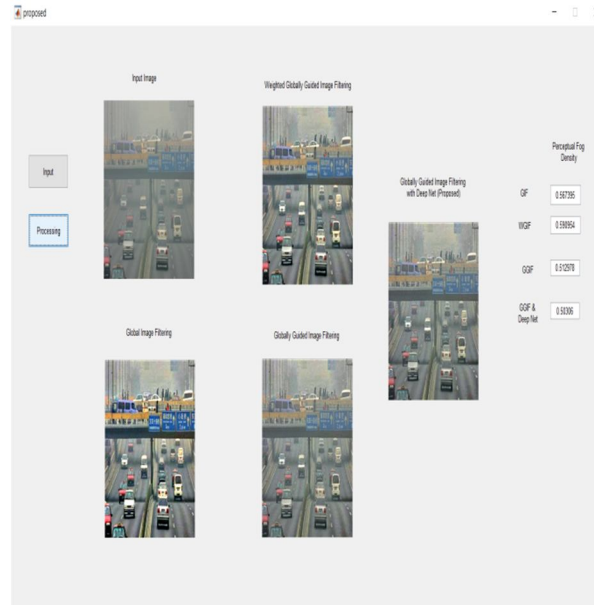 proposed
Input Image
Weighted Globally Guided Image Filtering
Perceptual Fog
Density
Input
Globally Guided Image Filtering
with Deep Net (Proposed)
GIF
0.567395
Processing
WGIF
0.590954
GGIF
0.512978
GGIF &
Deep Net
0.50306
Global Image Filtering
Globally Guided Image Filtering